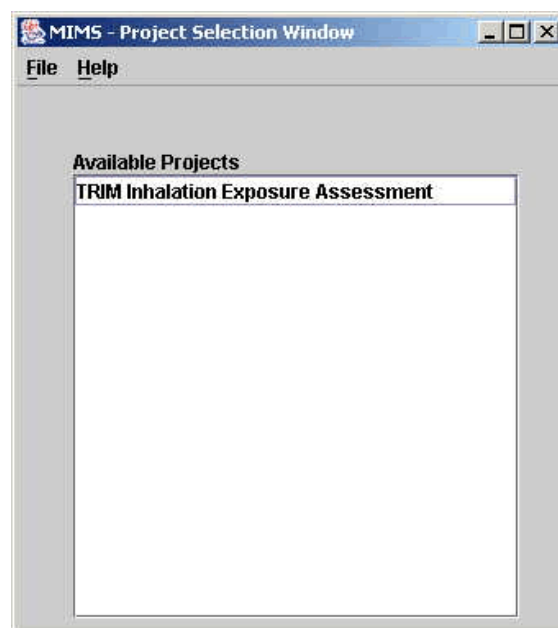 MIMS - Project Selection Window
File Help
Available Projects
TRIM Inhalation Exposure Assessment